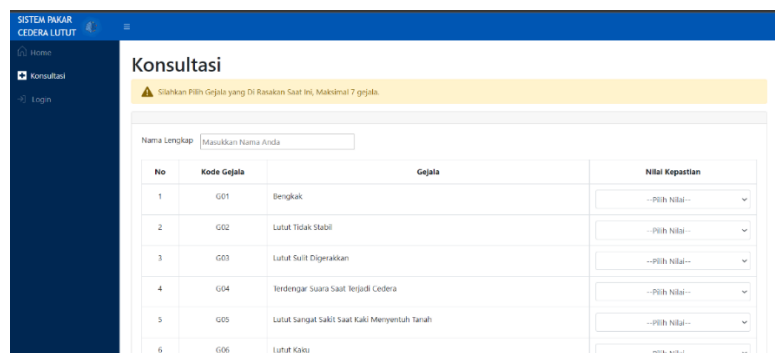 SISTEM PAKAR
CEDERA LUTUT
Home
Konsultasi
Login
Konsultasi
Silahkan Pilih Gejala yang Di Rasakan Saat Ini, Maksimal 7 gejala.
Nama Lengkap Masukkan Nama Anda
No Kode Gejala Gejala Nilai Kepastian
1 G01 Bengkak --Pilih Nilai--
2 G02 Lutut Tidak Stabil --Pilih Nilai--
3 G03 Lutut Sulit Digerakkan --Pilih Nilai--
4 G04 Terdengar Suara Saat Terjadi Cedera --Pilih Nilai--
5 G05 Lutut Sangat Sakit Saat Kaki Menyentuh Tanah --Pilih Nilai--
6 G06 Lutut Kaku --Pilih Nilai--